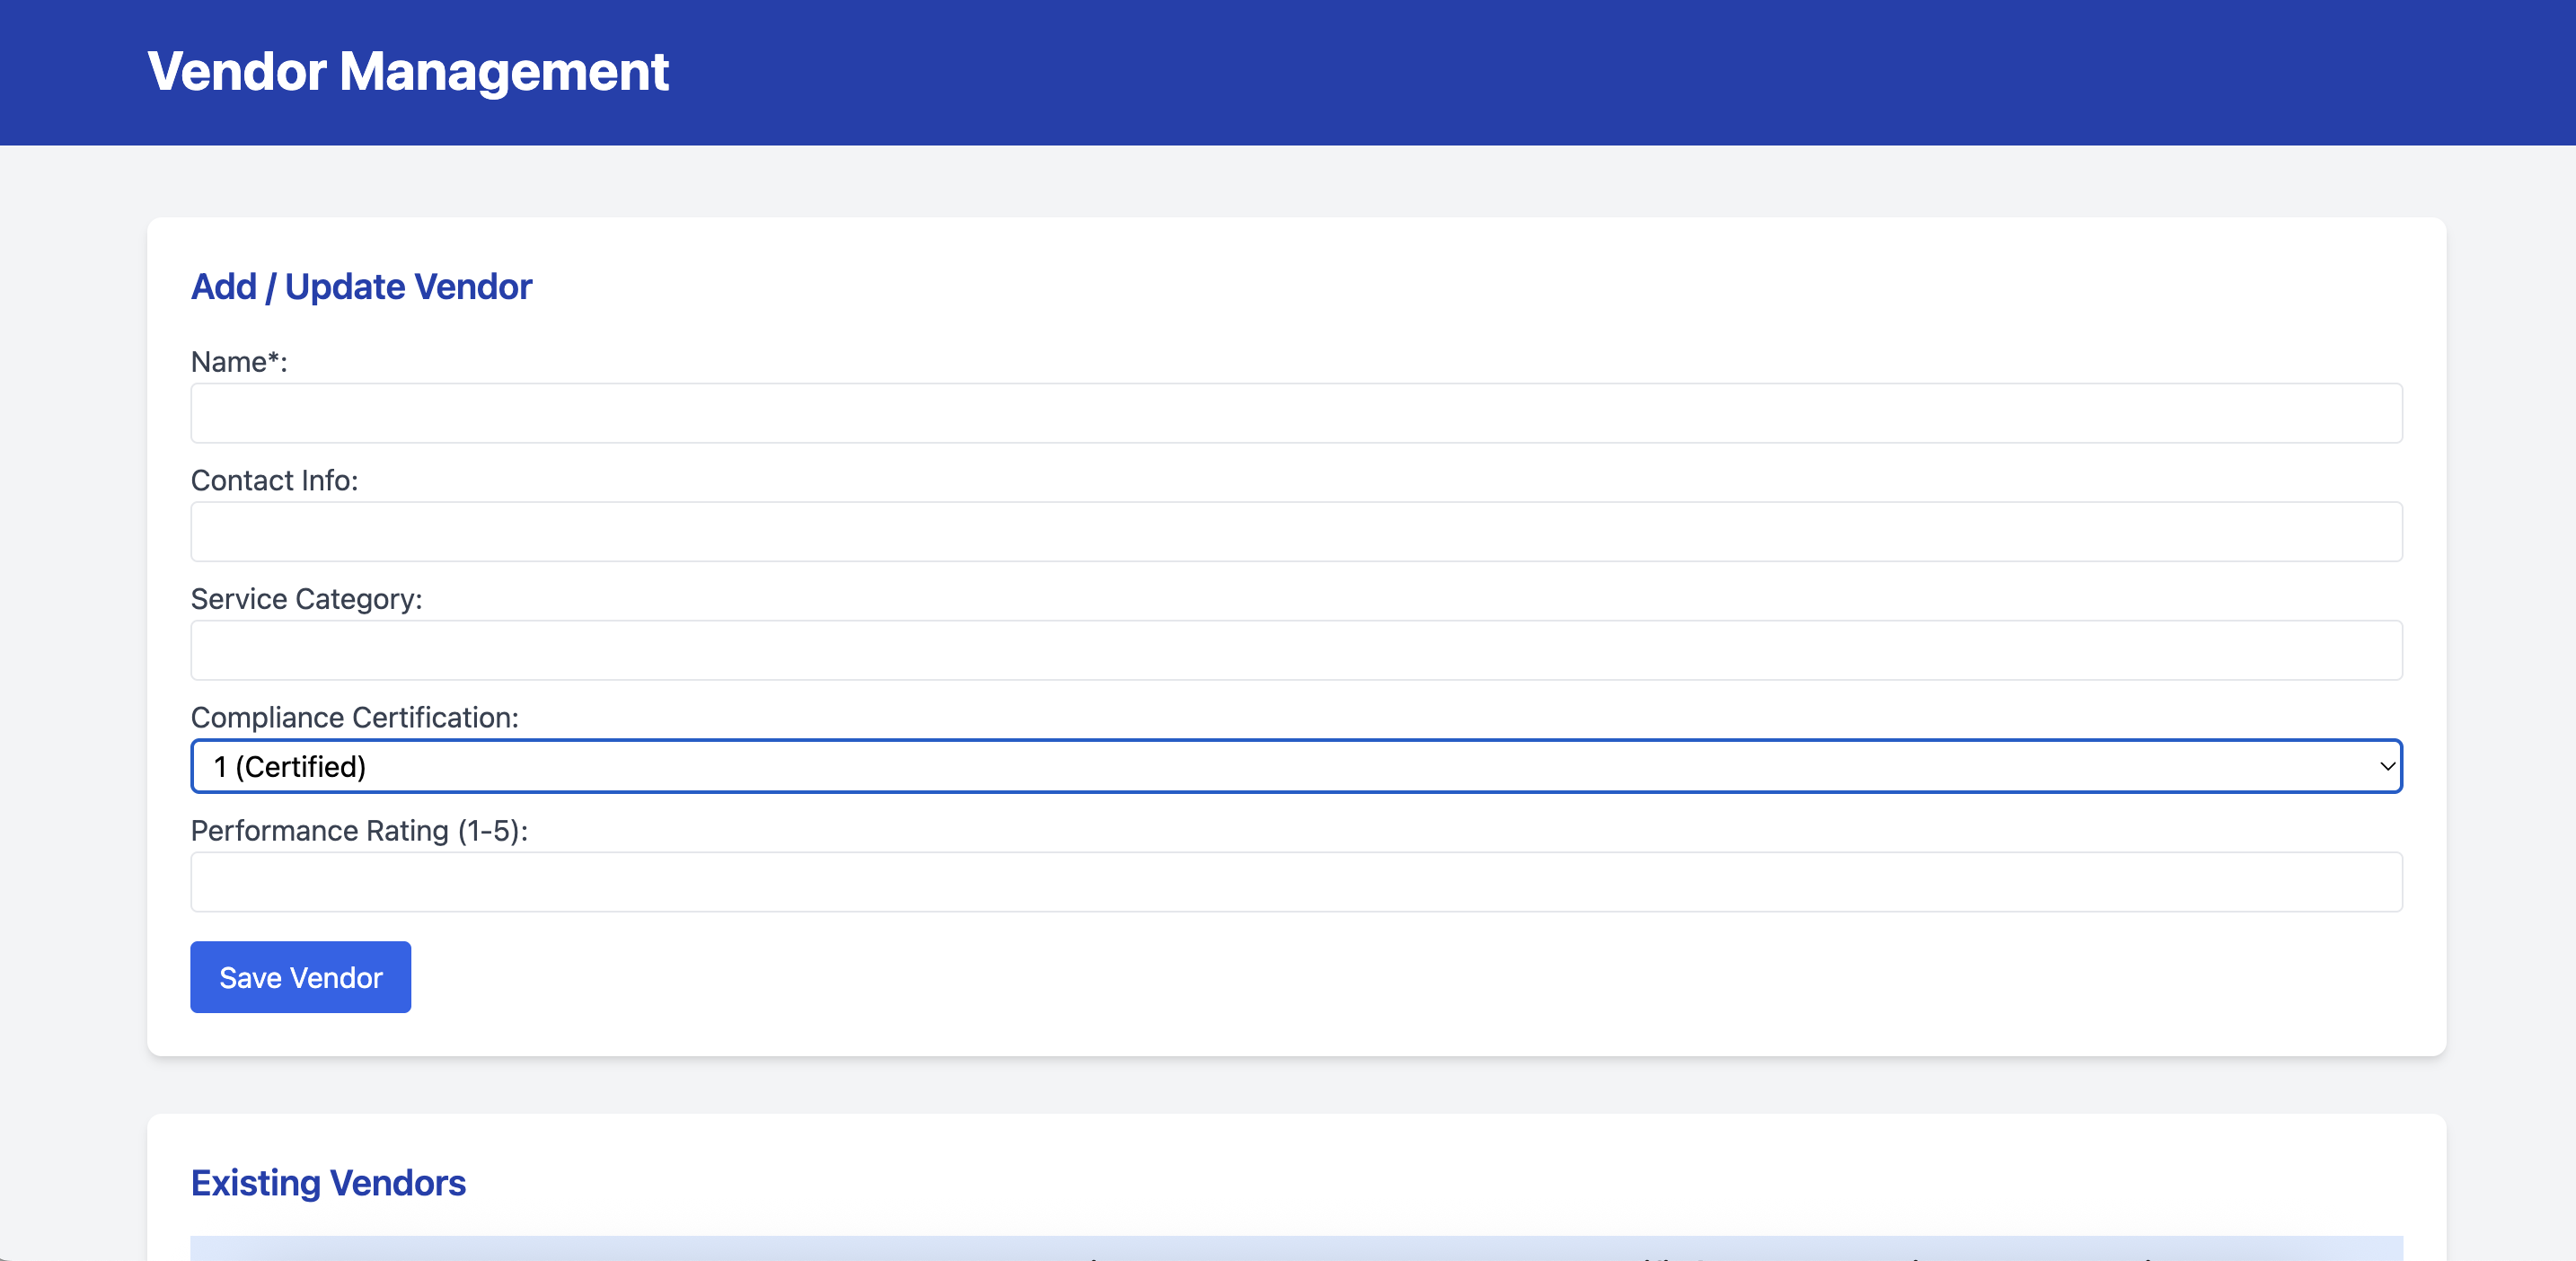 Vendor Management
Add / Update Vendor
Name*:
Contact Info:
Service Category:
Compliance Certification:
1 (Certified)
Performance Rating (1-5):
Save Vendor
Existing Vendors